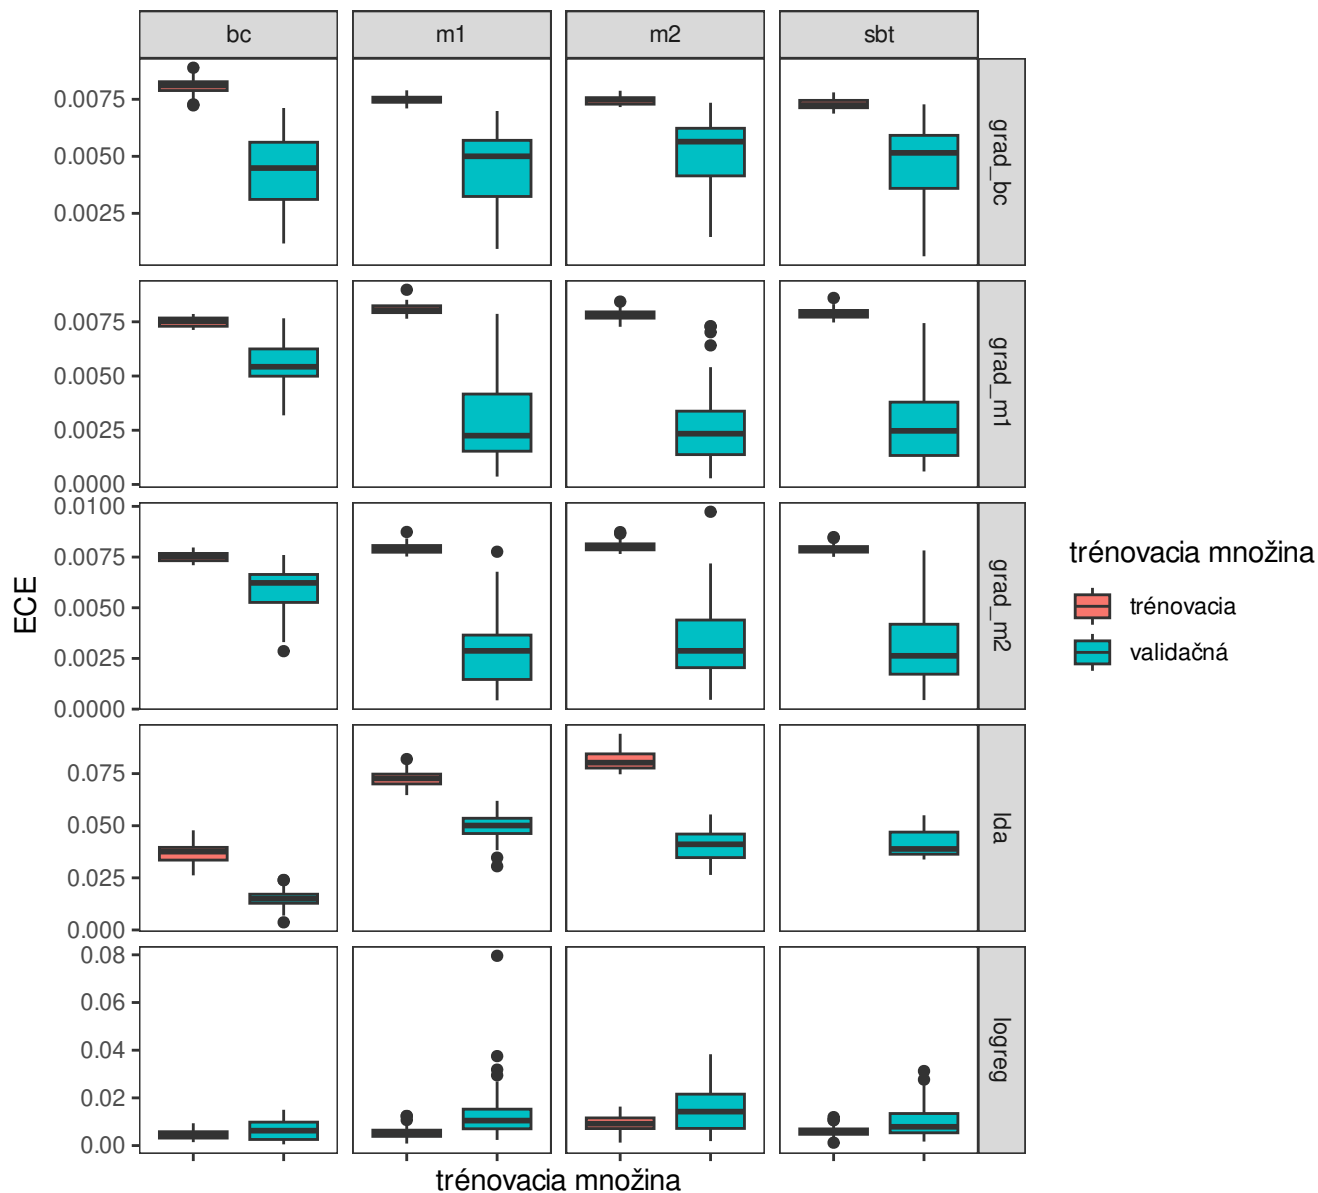 bc m1 m2 sbt
0.0075
0.0050
0.0025
grad_bc
0.0075
0.0050
0.0025
0.0000
grad_m1
0.0100
0.0075
0.0050
0.0025
0.0000
grad_m2
0.075
0.050
0.025
0.000
lda
0.08
0.06
0.04
0.02
0.00
logreg
ECE
trénovacia množina
trénovacia množina
trénovacia
validačná